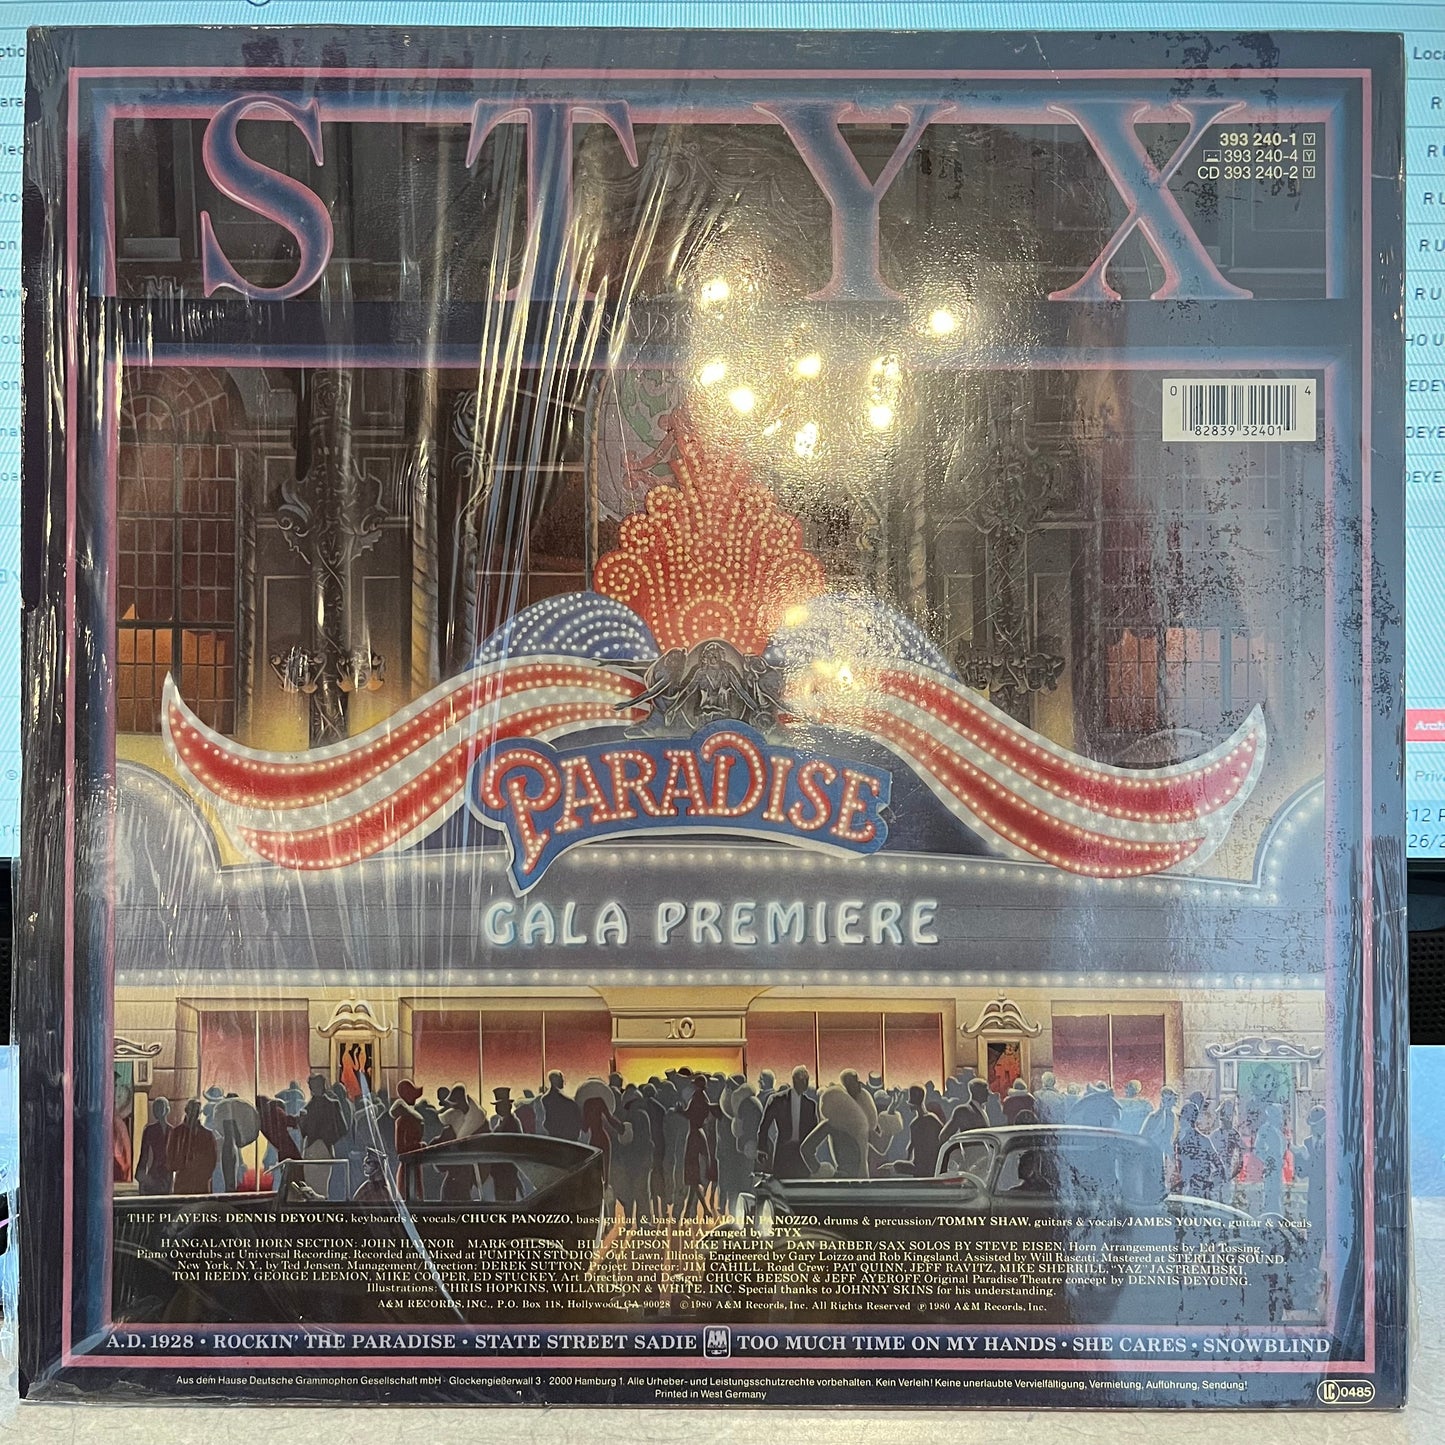 STYX
393 240-1 Y
393 240-4 Y
CD 393 240-2 Y
0 82839 32401 4
PARADISE
GALA PREMIERE
10
THE PLAYERS: DENNIS DEYOUNG, keyboards & vocals/CHUCK PANOZZO, bass guitar & bass pedals/JOHN PANOZZO, drums & percussion/TOMMY SHAW, guitars & vocals/JAMES YOUNG, guitar & vocals
Produced and Arranged by STYX
HANGALATOR HORN SECTION: JOHN HAYNOR MARK OHLSEN BILL SIMPSON MIKE HALPIN DAN BARBER/SAX SOLOS BY STEVE EISEN, Horn Arrangements by Ed Tossing.
Piano Overdubs at Universal Recording. Recorded and Mixed at PUMPKIN STUDIOS, Oak Lawn, Illinois. Engineered by Gary Loizzo and Rob Kingsland, Assisted by Will Rascati. Mastered at STERLING SOUND,
New York, N.Y., by Ted Jensen. Management/Direction: DEREK SUTTON. Project Director: JIM CAHILL. Road Crew: PAT QUINN, JEFF RAVITZ, MIKE SHERRILL, "YAZ" JASTREMBSKI,
TOM REEDY, GEORGE LEEMON, MIKE COOPER, ED STUCKEY. Art Direction and Design: CHUCK BEESON & JEFF AYEROFF. Original Paradise Theatre concept by DENNIS DEYOUNG.
Illustrations: CHRIS HOPKINS, WILLARDSON & WHITE, INC. Special thanks to JOHNNY SKINS for his understanding.
A&M RECORDS, INC., P.O. Box 118, Hollywood, CA 90028 ©1980 A&M Records, Inc. All Rights Reserved ℗1980 A&M Records, Inc.
A.D. 1928 • ROCKIN' THE PARADISE • STATE STREET SADIE A&M TOO MUCH TIME ON MY HANDS • SHE CARES • SNOWBLIND
Aus dem Hause Deutsche Grammophon Gesellschaft mbH · Glockengießerwall 3 · 2000 Hamburg 1. Alle Urheber- und Leistungsschutzrechte vorbehalten. Kein Verleih! Keine unerlaubte Vervielfältigung, Vermietung, Aufführung, Sendung!
Printed in West Germany
LC 0485